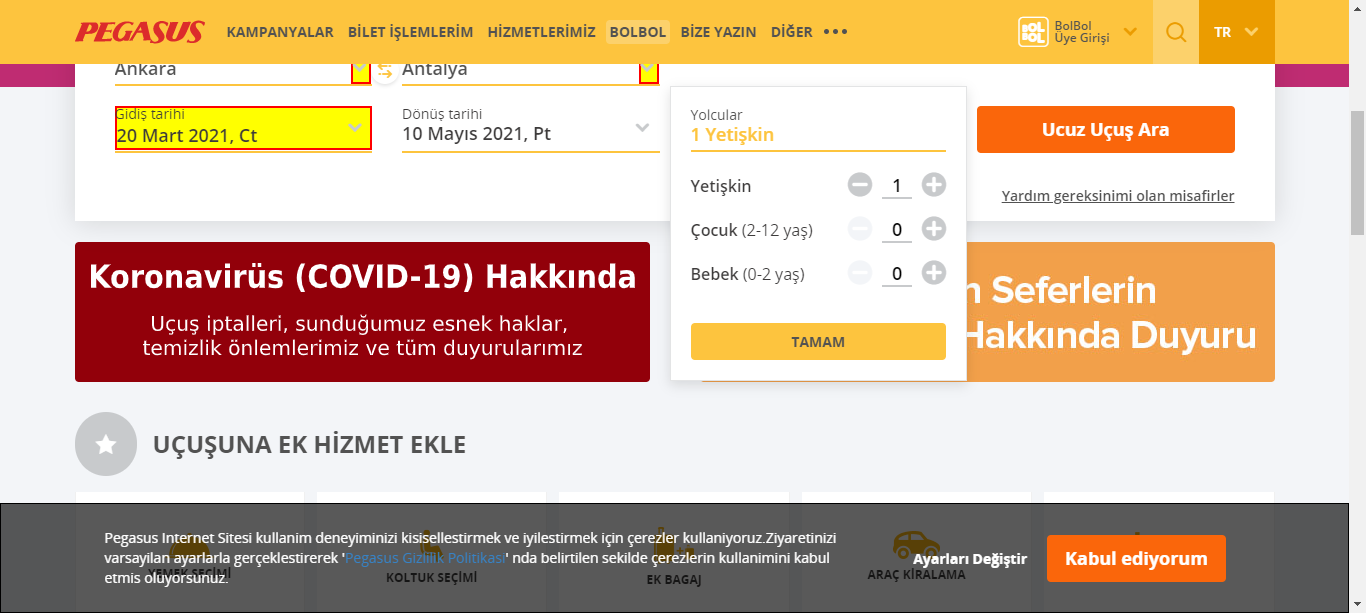 PEGASUS
KAMPANYALAR BİLET İŞLEMLERİM HİZMETLERİMİZ BOLBOL BİZE YAZIN DİĞER •••
BOL BOL
BolBol
Üye Girişi
TR
Ankara
Antalya
Gidiş tarihi
20 Mart 2021, Ct
Dönüş tarihi
10 Mayıs 2021, Pt
Yolcular
1 Yetişkin
Yetişkin 1
Çocuk (2-12 yaş) 0
Bebek (0-2 yaş) 0
TAMAM
Ucuz Uçuş Ara
Yardım gereksinimi olan misafirler
Koronavirüs (COVID-19) Hakkında
Uçuş iptalleri, sunduğumuz esnek haklar,
temizlik önlemlerimiz ve tüm duyurularımız
n Seferlerin
Hakkında Duyuru
UÇUŞUNA EK HİZMET EKLE
Pegasus Internet Sitesi kullanim deneyiminizi kisisellestirmek ve iyilestirmek için çerezler kullaniyoruz.Ziyaretinizi
varsayilan ayarlarla gerçeklestirerek 'Pegasus Gizlilik Politikasi' nda belirtilen sekilde çerezlerin kullanimini kabul
etmis oluyorsunuz.
Ayarları Değiştir
Kabul ediyorum
YEMEK SEÇİMİ
KOLTUK SEÇİMİ
EK BAGAJ
ARAÇ KİRALAMA